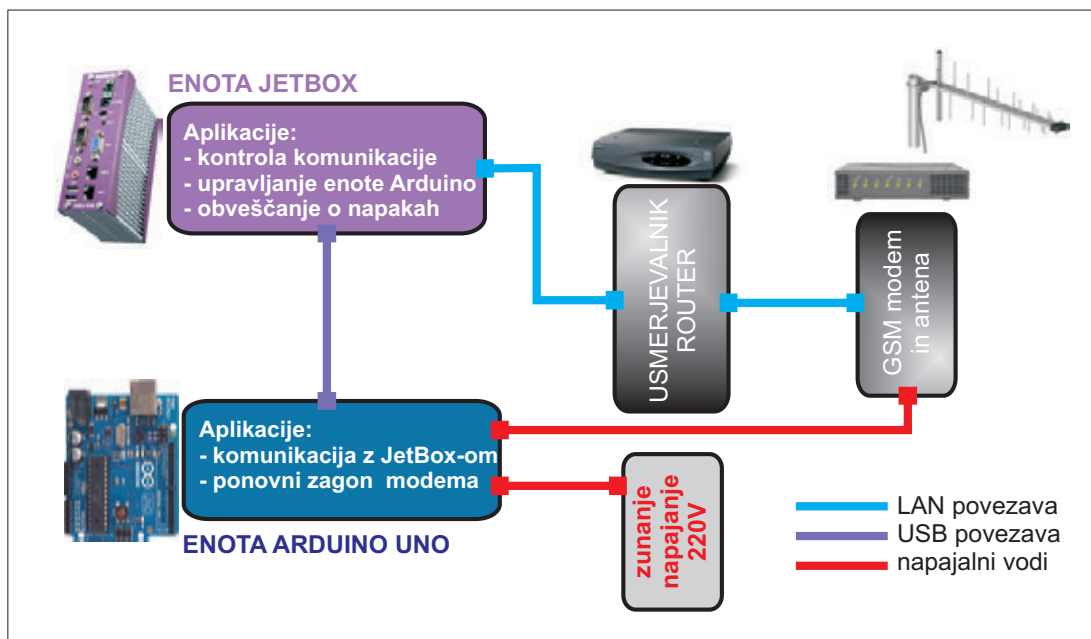 ENOTA JETBOX
Aplikacije:
- kontrola komunikacije
- upravljanje enote Arduino
- obveščanje o napakah
USMERJEVALNIK
ROUTER
GSM modem
in antena
Aplikacije:
- komunikacija z JetBox-om
- ponovni zagon modema
ENOTA ARDUINO UNO
zunanje
napajanje
220V
LAN povezava
USB povezava
napajalni vodi